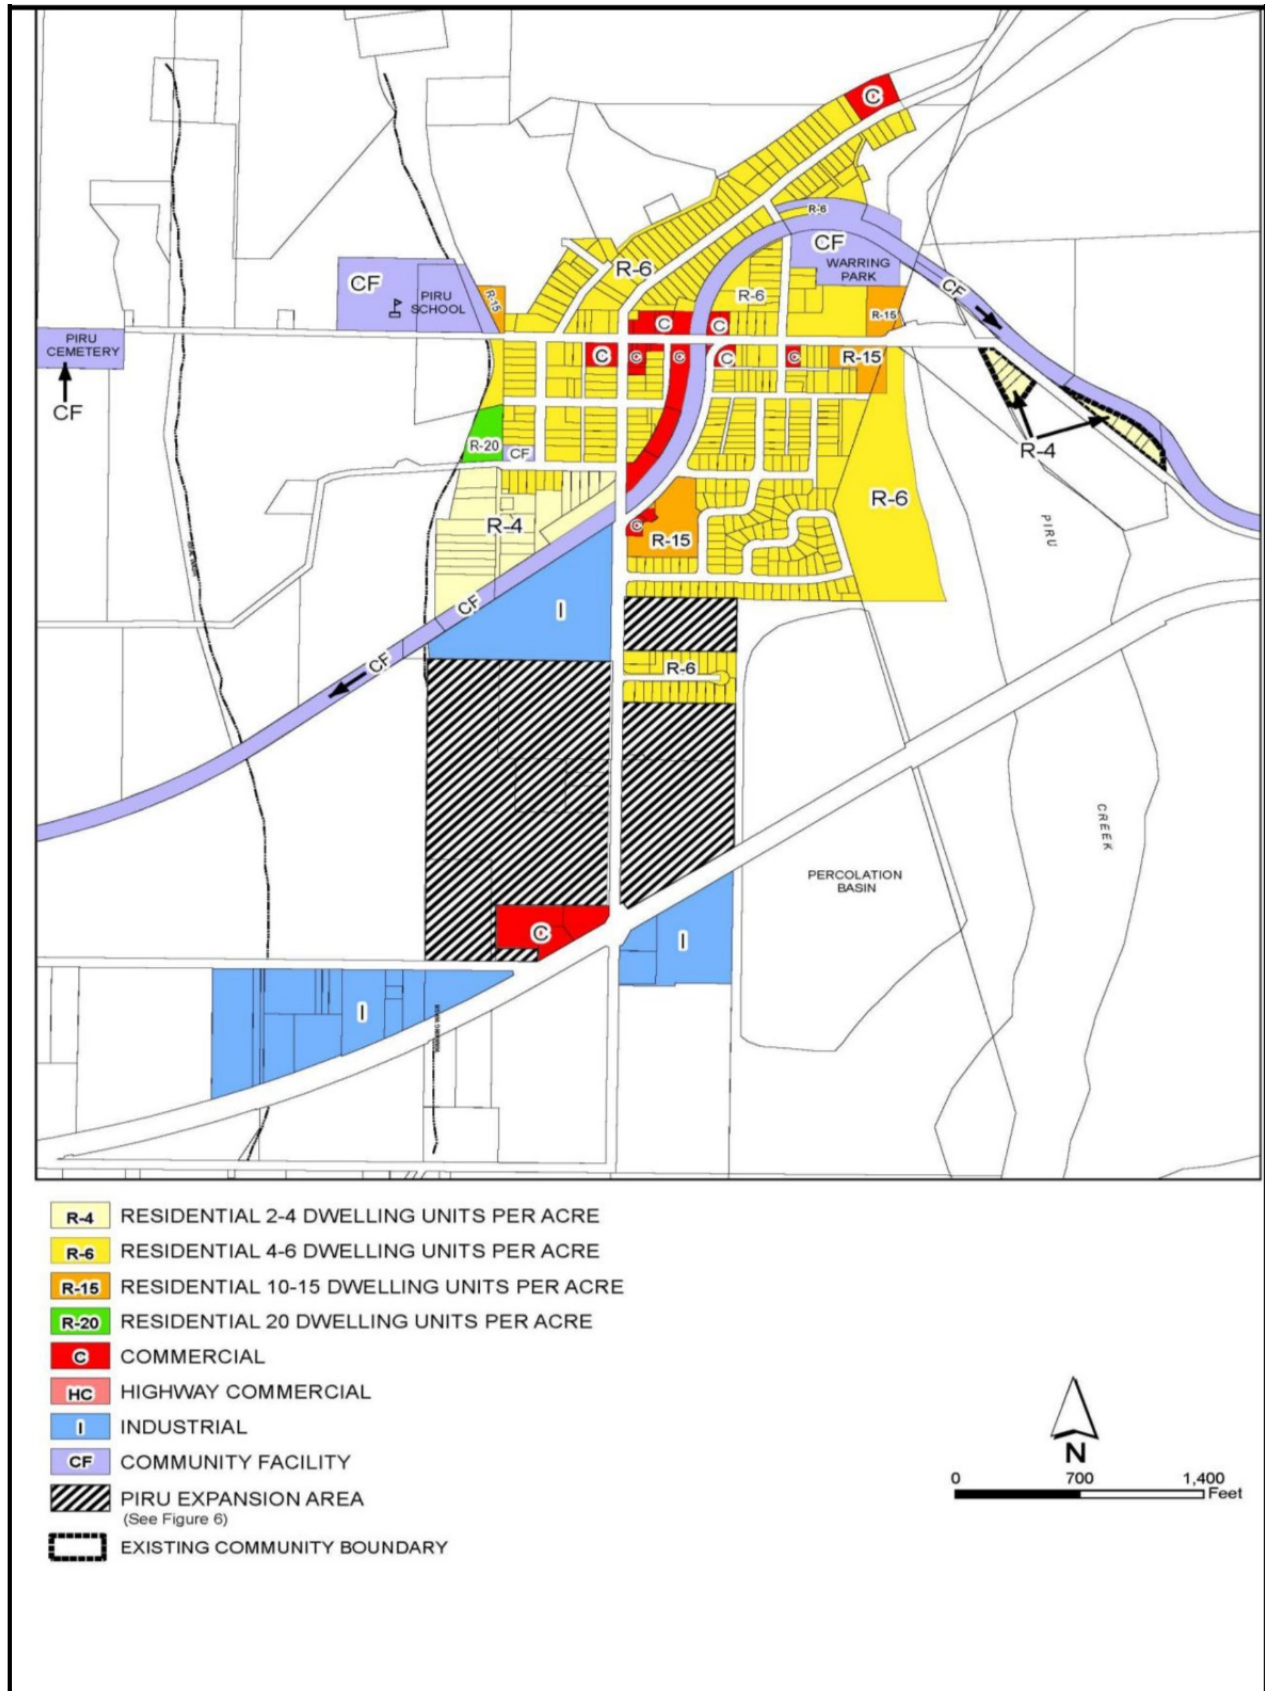 C
R-6
CF
WARRING
PARK
R-6
CF
PIRU
SCHOOL
R-15
R-6
CF
R-15
PIRU
CEMETERY
CF
C
C
C
C
C
C
C
R-15
R-4
R-20
CF
R-4
R-6
C
R-15
PIRU
CF
I
CF
R-6
CREEK
PERCOLATION
BASIN
C
I
I
R-4 RESIDENTIAL 2-4 DWELLING UNITS PER ACRE
R-6 RESIDENTIAL 4-6 DWELLING UNITS PER ACRE
R-15 RESIDENTIAL 10-15 DWELLING UNITS PER ACRE
R-20 RESIDENTIAL 20 DWELLING UNITS PER ACRE
C COMMERCIAL
HC HIGHWAY COMMERCIAL
I INDUSTRIAL
CF COMMUNITY FACILITY
PIRU EXPANSION AREA
(See Figure 6)
EXISTING COMMUNITY BOUNDARY
N
0 700 1,400
Feet